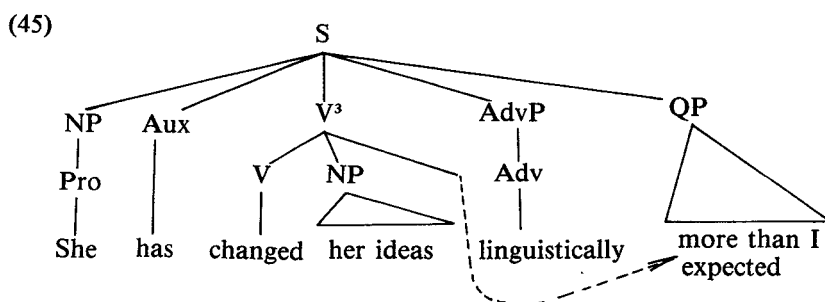 (45)
S
NP Aux V³ AdvP QP
Pro V NP Adv
She has changed her ideas linguistically more than I
expected